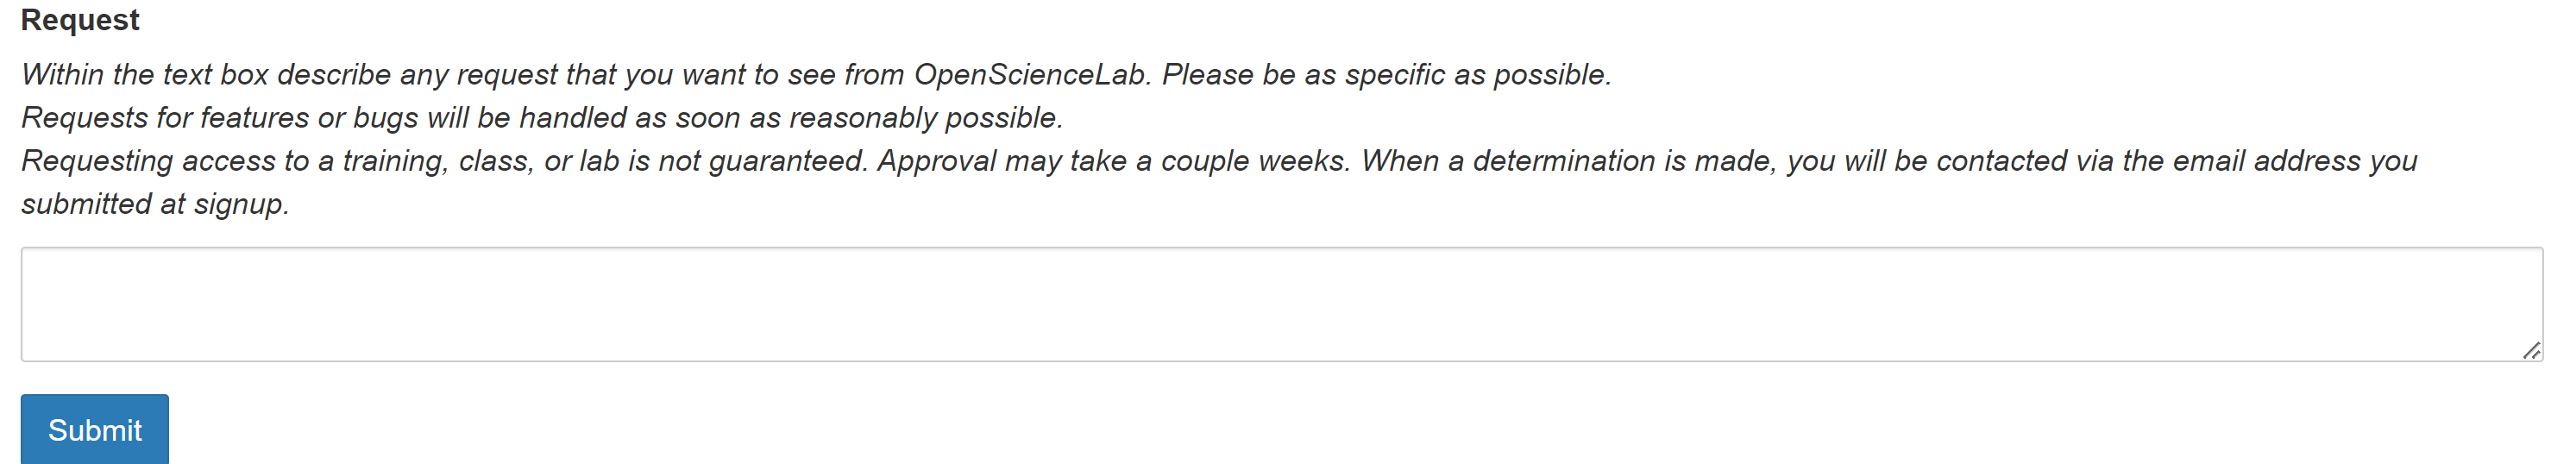 Request
Within the text box describe any request that you want to see from OpenScienceLab. Please be as specific as possible.
Requests for features or bugs will be handled as soon as reasonably possible.
Requesting access to a training, class, or lab is not guaranteed. Approval may take a couple weeks. When a determination is made, you will be contacted via the email address you
submitted at signup.
Submit